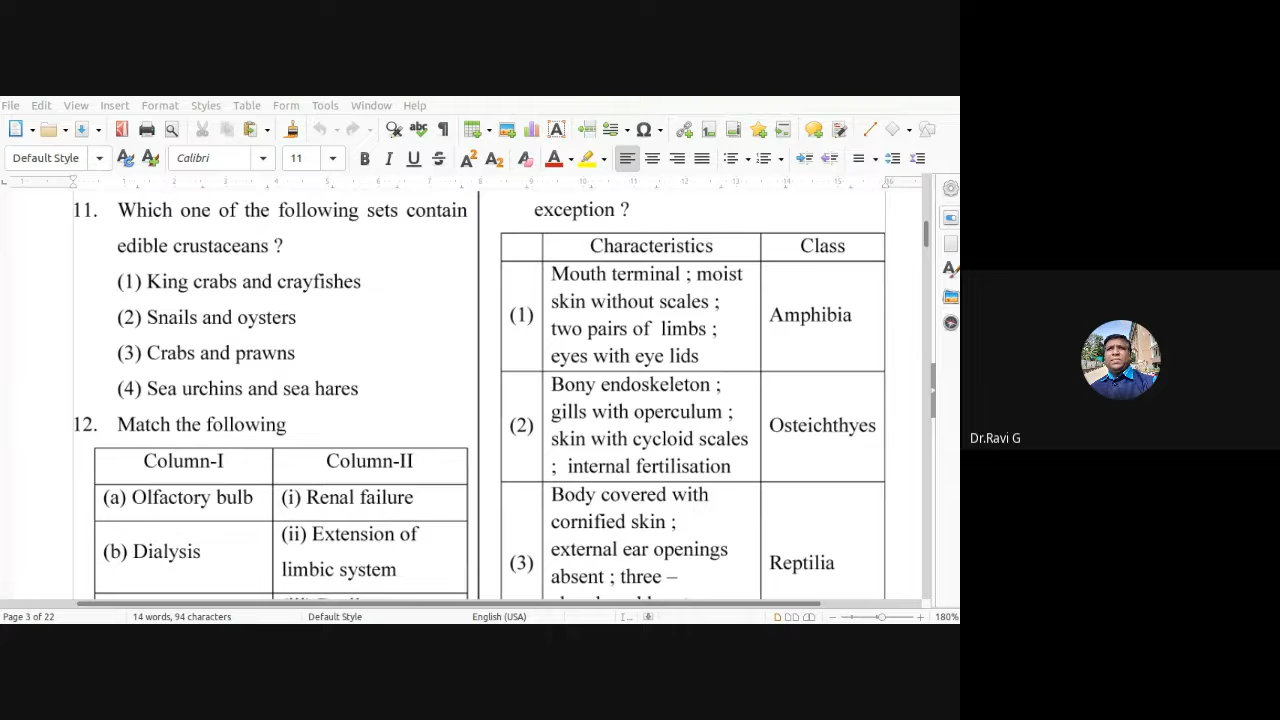 File Edit View Insert Format Styles Table Form Tools Window Help
Default Style Calibri 11
11. Which one of the following sets contain
edible crustaceans ?
(1) King crabs and crayfishes
(2) Snails and oysters
(3) Crabs and prawns
(4) Sea urchins and sea hares
12. Match the following
Column-I Column-II
(a) Olfactory bulb (i) Renal failure
(b) Dialysis (ii) Extension of
limbic system
exception ?
Characteristics Class
(1) Mouth terminal ; moist
skin without scales ;
two pairs of limbs ;
eyes with eye lids
Amphibia
(2) Bony endoskeleton ;
gills with operculum ;
skin with cycloid scales
; internal fertilisation
Osteichthyes
(3) Body covered with
cornified skin ;
external ear openings
absent ; three –
Reptilia
Page 3 of 22 14 words, 94 characters Default Style English (USA) 180%
Dr.Ravi G